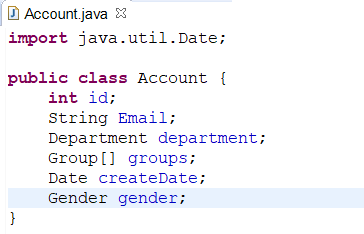 Account.java
import java.util.Date;
public class Account {
    int id;
    String Email;
    Department department;
    Group[] groups;
    Date createDate;
    Gender gender;
}